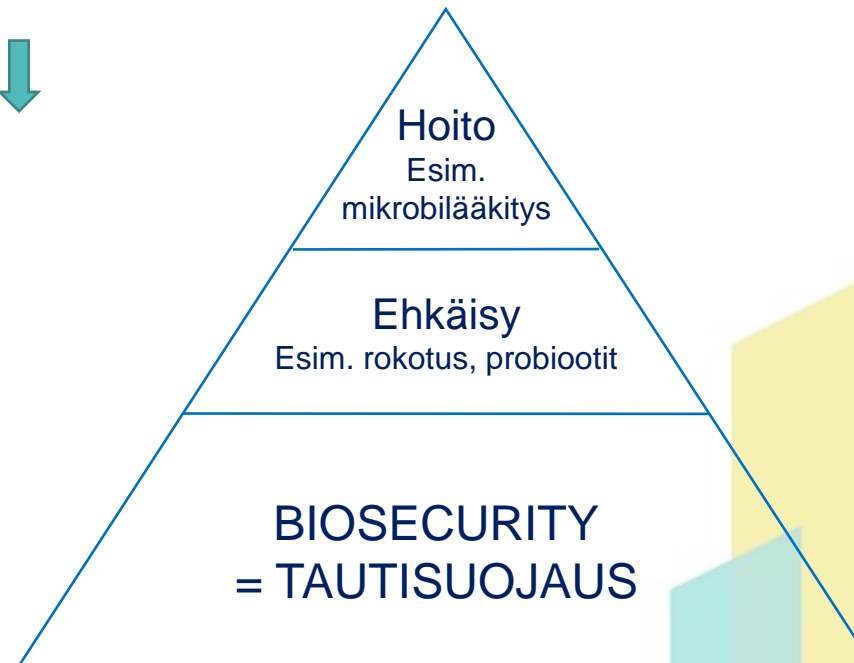 Hoito
Esim.
mikrobilääkitys
Ehkäisy
Esim. rokotus, probiootit
BIOSECURITY
= TAUTISUOJAUS